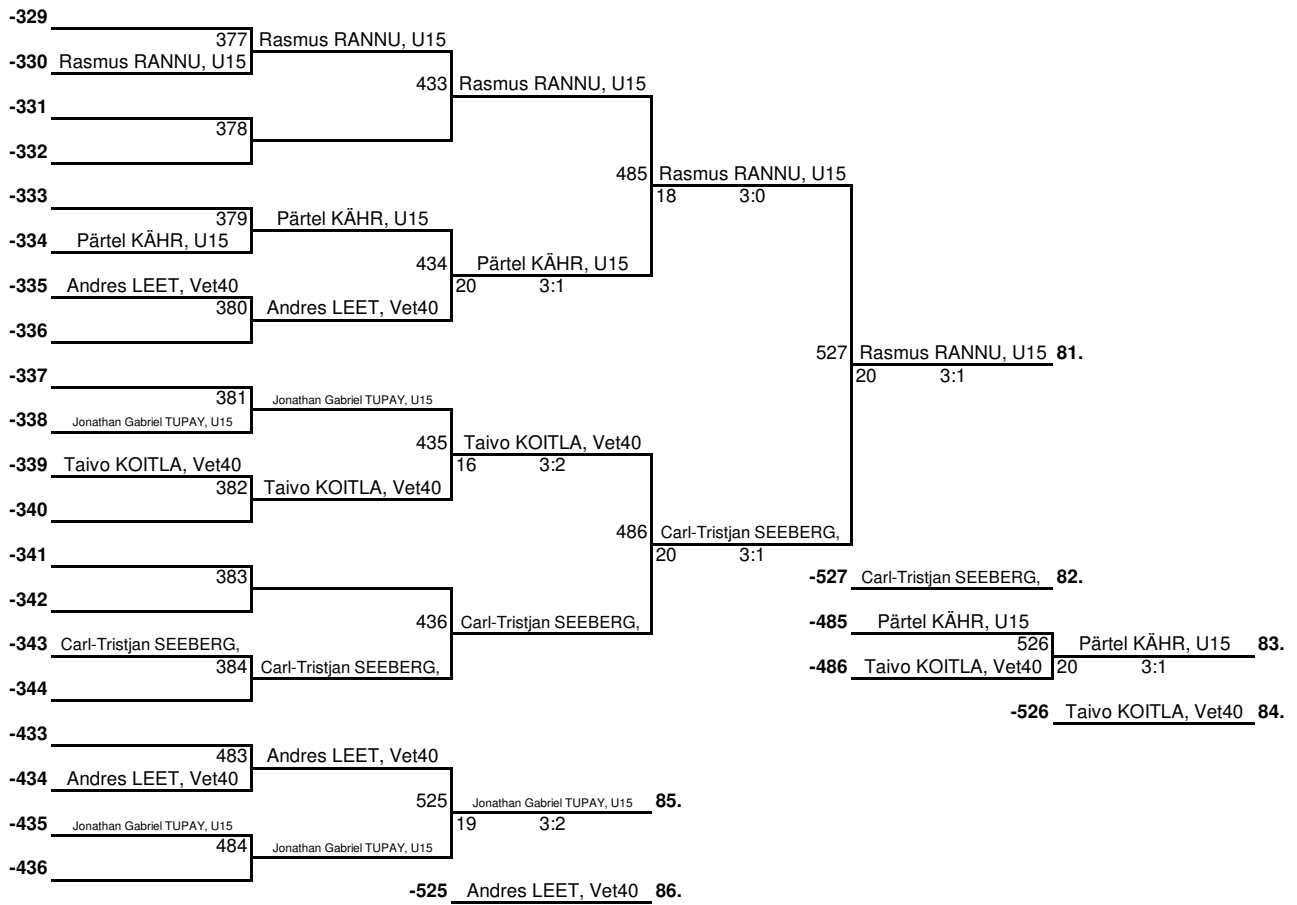 -329
377 Rasmus RANNU, U15
-330 Rasmus RANNU, U15
433 Rasmus RANNU, U15
-331
378
-332
485 Rasmus RANNU, U15
18 3:0
-333
379 Pärtel KÄHR, U15
-334 Pärtel KÄHR, U15
434 Pärtel KÄHR, U15
20 3:1
-335 Andres LEET, Vet40
380 Andres LEET, Vet40
-336
527 Rasmus RANNU, U15 81.
20 3:1
-337
381 Jonathan Gabriel TUPAY, U15
-338 Jonathan Gabriel TUPAY, U15
435 Taivo KOITLA, Vet40
16 3:2
-339 Taivo KOITLA, Vet40
382 Taivo KOITLA, Vet40
-340
486 Carl-Tristjan SEEBERG,
20 3:1
-341
383
-342
-527 Carl-Tristjan SEEBERG, 82.
436 Carl-Tristjan SEEBERG,
-485 Pärtel KÄHR, U15
-343 Carl-Tristjan SEEBERG,
384 Carl-Tristjan SEEBERG,
526 Pärtel KÄHR, U15 83.
20 3:1
-486 Taivo KOITLA, Vet40
-344
-526 Taivo KOITLA, Vet40 84.
-433
483 Andres LEET, Vet40
-434 Andres LEET, Vet40
525 Jonathan Gabriel TUPAY, U15 85.
19 3:2
-435 Jonathan Gabriel TUPAY, U15
484 Jonathan Gabriel TUPAY, U15
-436
-525 Andres LEET, Vet40 86.